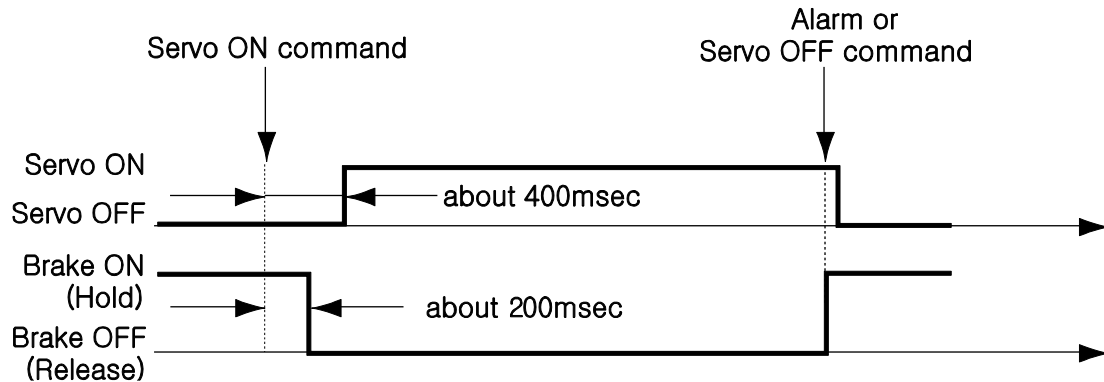 Servo ON command
Alarm or
Servo OFF command
Servo ON
about 400msec
Servo OFF
Brake ON
(Hold)
about 200msec
Brake OFF
(Release)